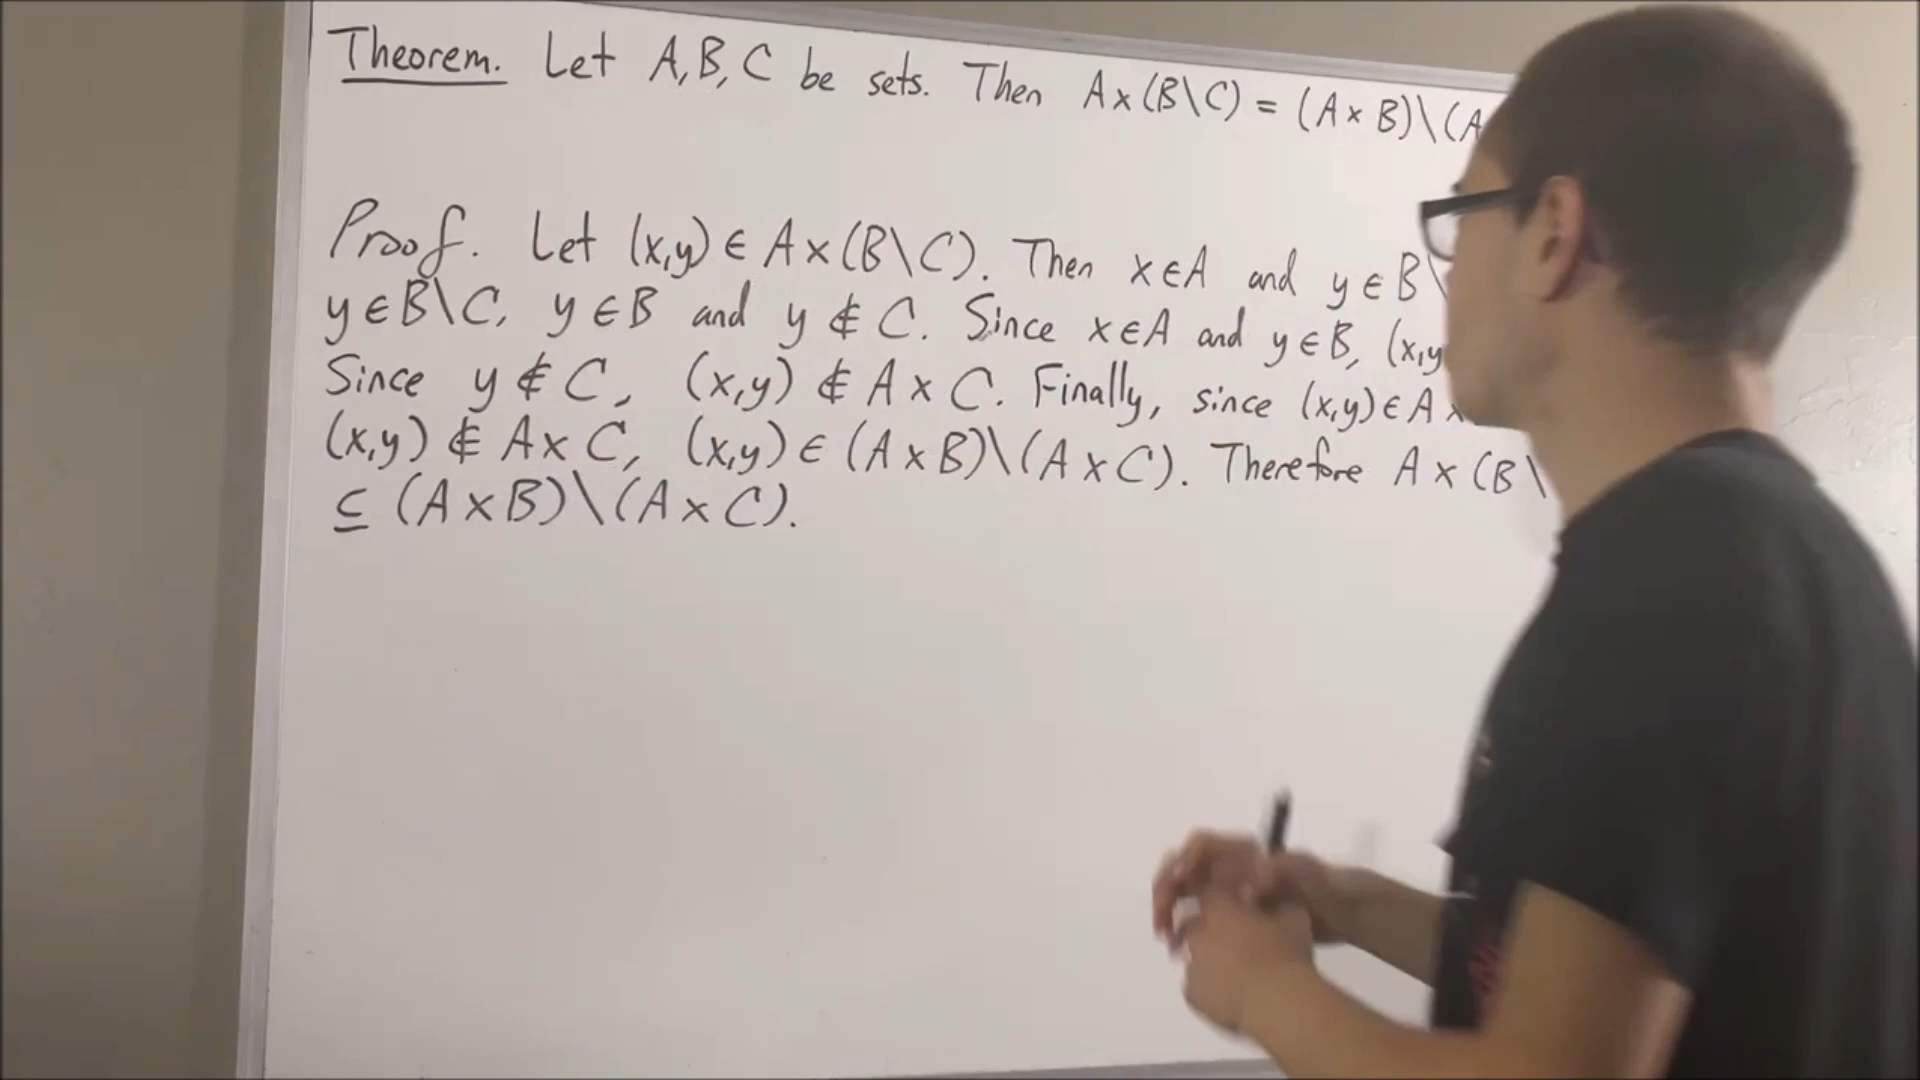 Theorem. Let A, B, C be sets. Then A × (B \ C) = (A × B) \ (A
Proof. Let (x,y) ∈ A × (B \ C). Then x ∈ A and y ∈ B \
y ∈ B \ C, y ∈ B and y ∉ C. Since x ∈ A and y ∈ B, (x,y
Since y ∉ C, (x,y) ∉ A × C. Finally, since (x,y) ∈ A ×
(x,y) ∉ A × C, (x,y) ∈ (A × B) \ (A × C). Therefore A × (B \
⊆ (A × B) \ (A × C).